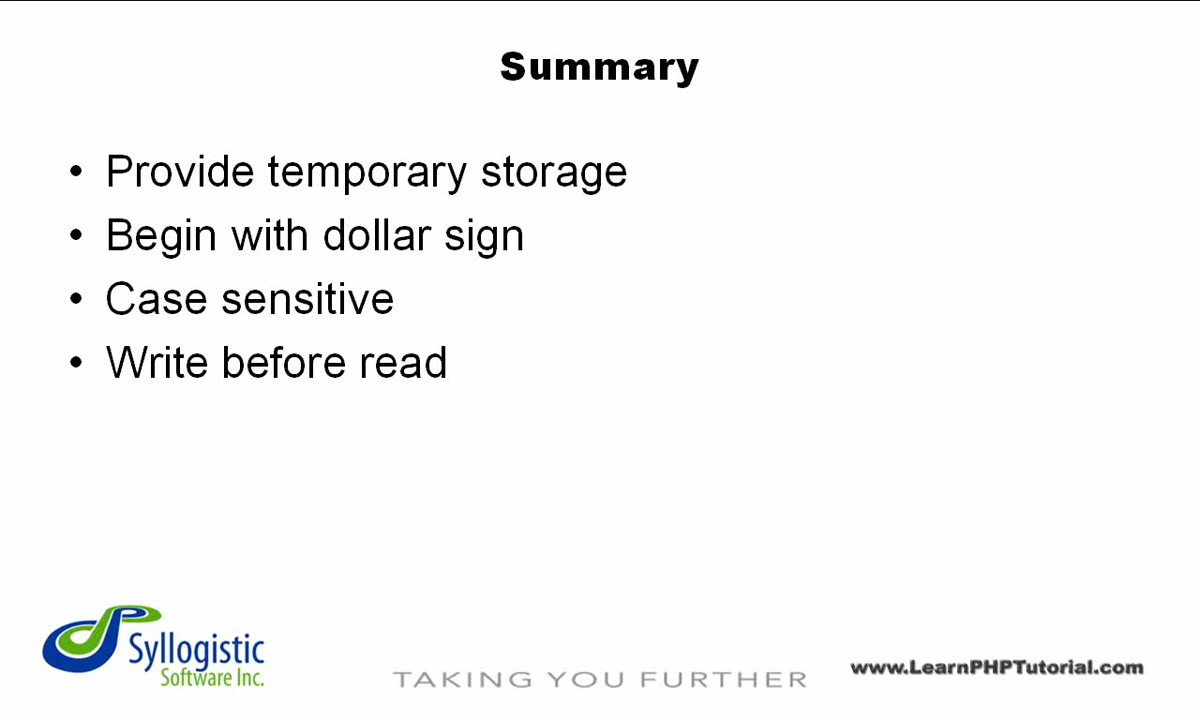 Summary
• Provide temporary storage
• Begin with dollar sign
• Case sensitive
• Write before read
Syllogistic
Software Inc.
TAKING YOU FURTHER
www.LearnPHPTutorial.com